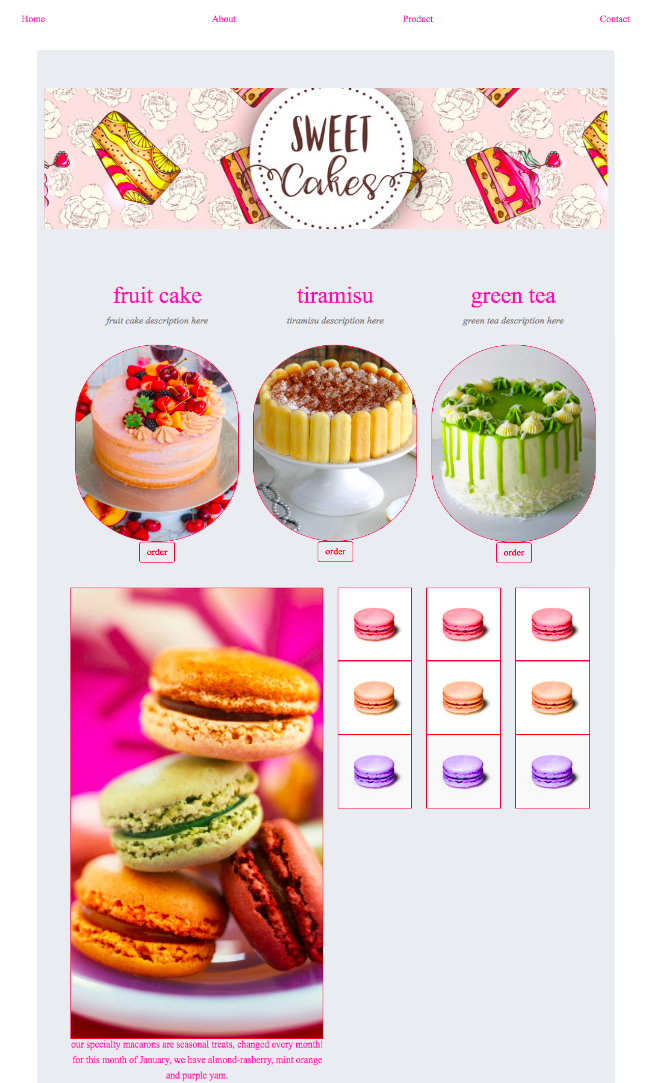 Home About Product Contact
SWEET
Cakes
fruit cake tiramisu green tea
fruit cake description here tiramisu description here green tea description here
order order order
our specialty macarons are seasonal treats, changed every month!
for this month of January, we have almond-rasberry, mint orange
and purple yam.